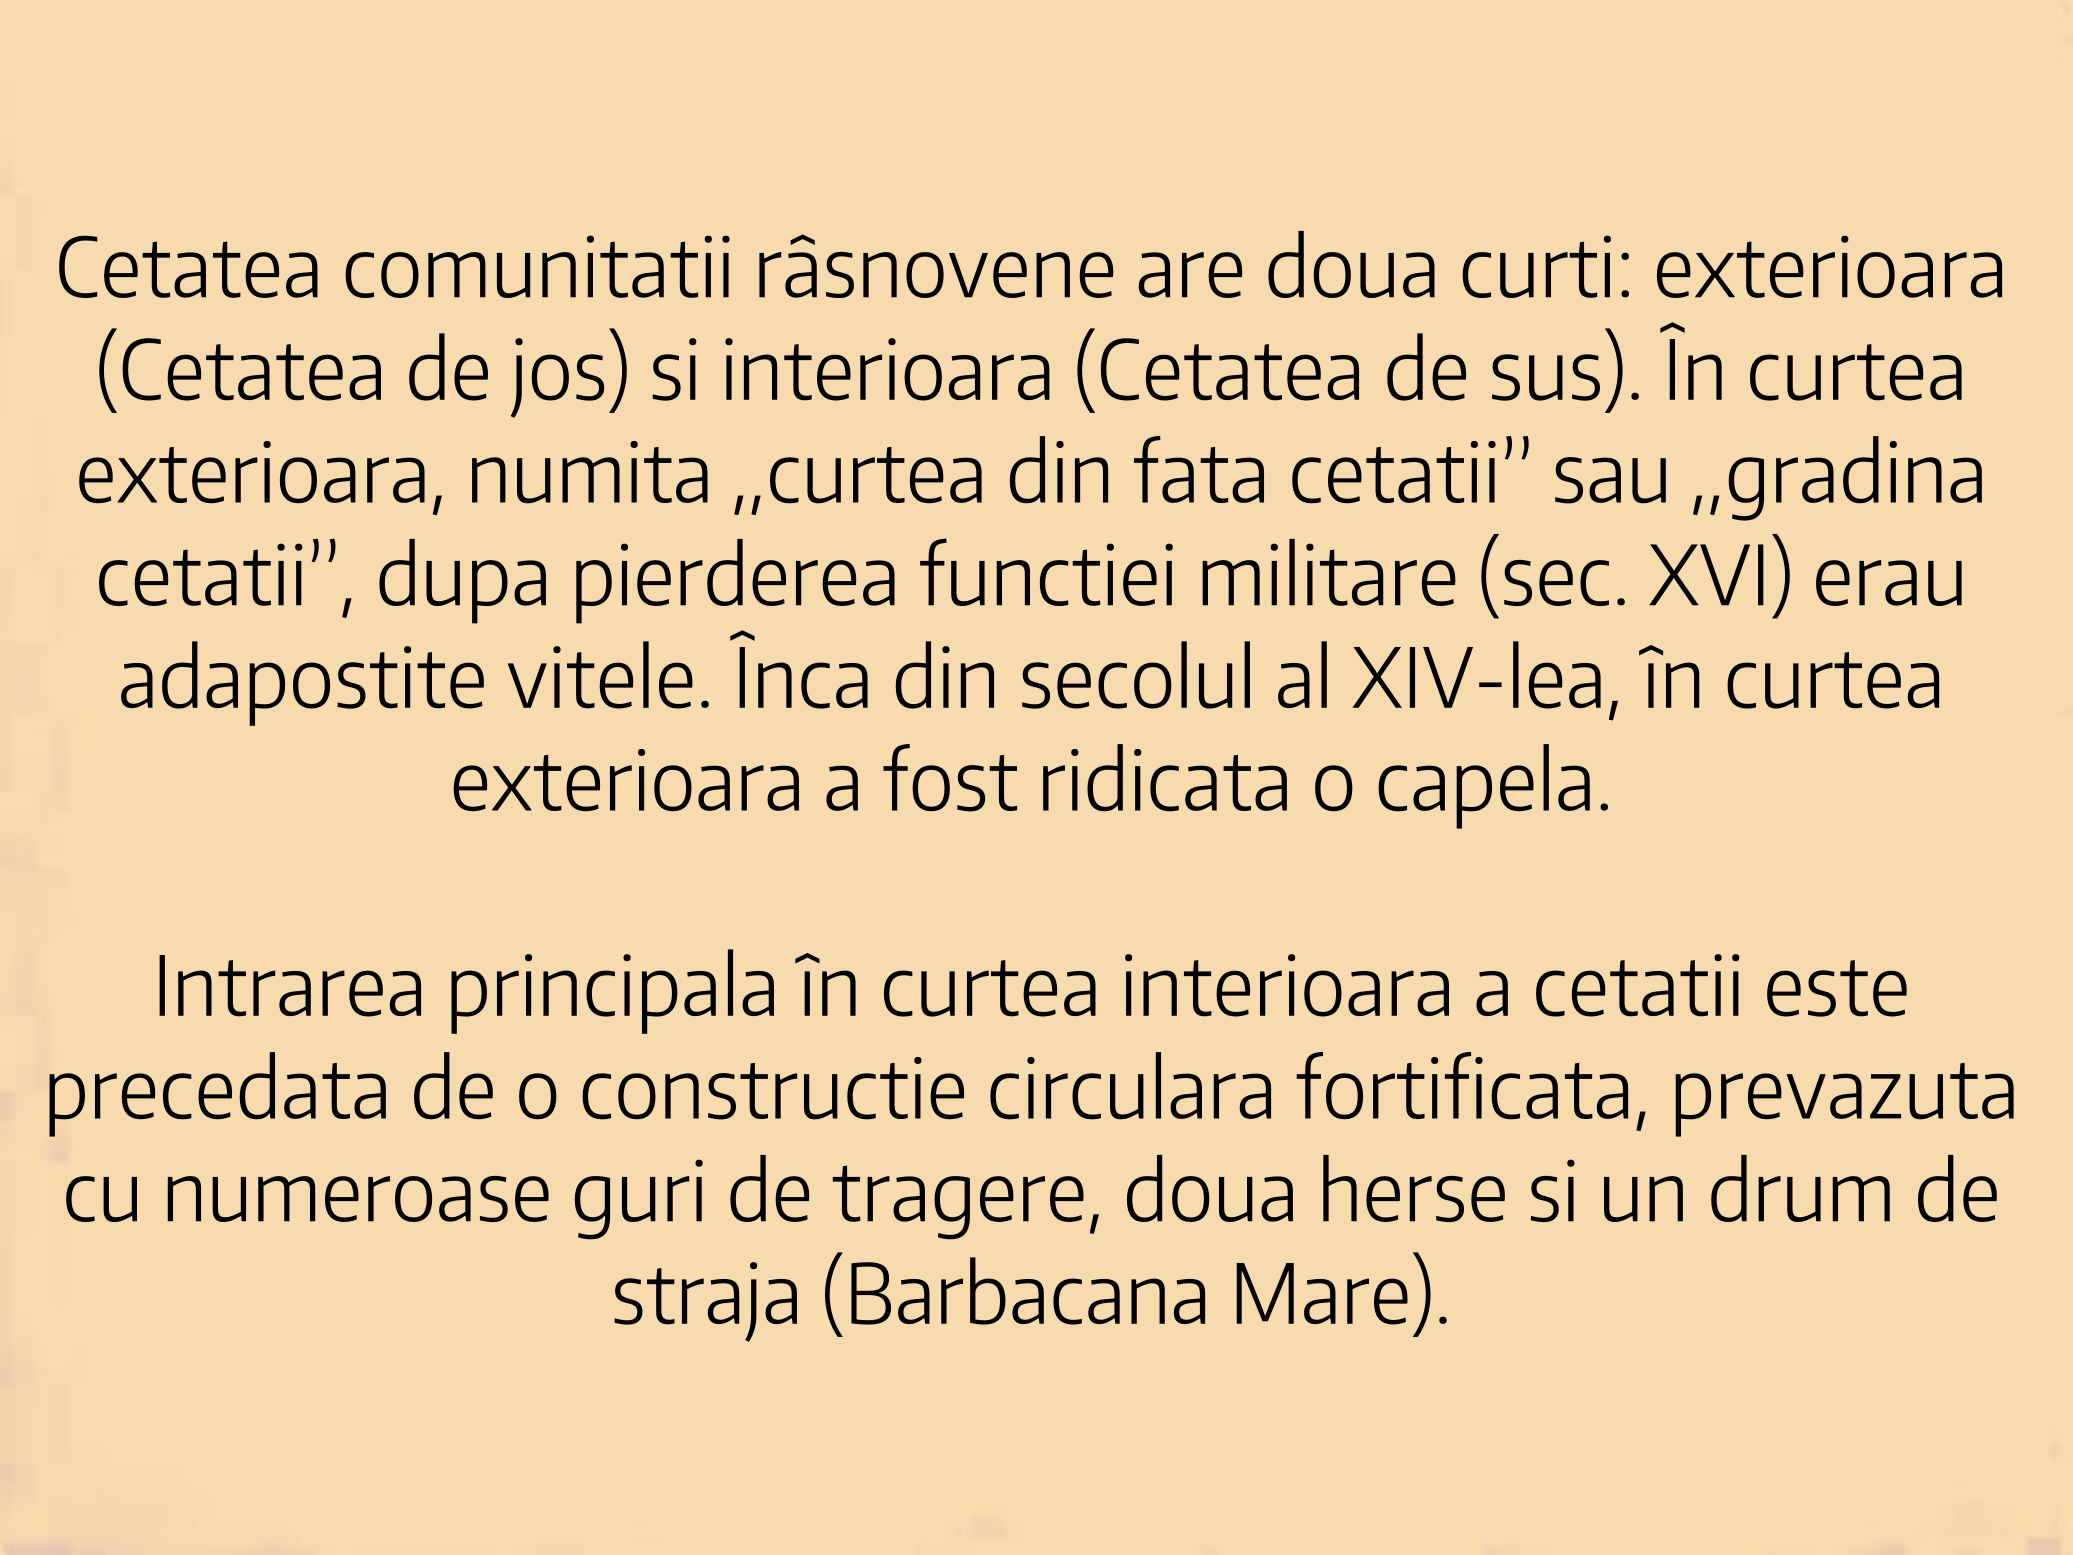 Cetatea comunitatii râsnovene are doua curti: exterioara
(Cetatea de jos) si interioara (Cetatea de sus). În curtea
exterioara, numita „curtea din fata cetatii” sau „gradina
cetatii”, dupa pierderea functiei militare (sec. XVI) erau
adapostite vitele. Înca din secolul al XIV-lea, în curtea
exterioara a fost ridicata o capela.
Intrarea principala în curtea interioara a cetatii este
precedata de o constructie circulara fortificata, prevazuta
cu numeroase guri de tragere, doua herse si un drum de
straja (Barbacana Mare).